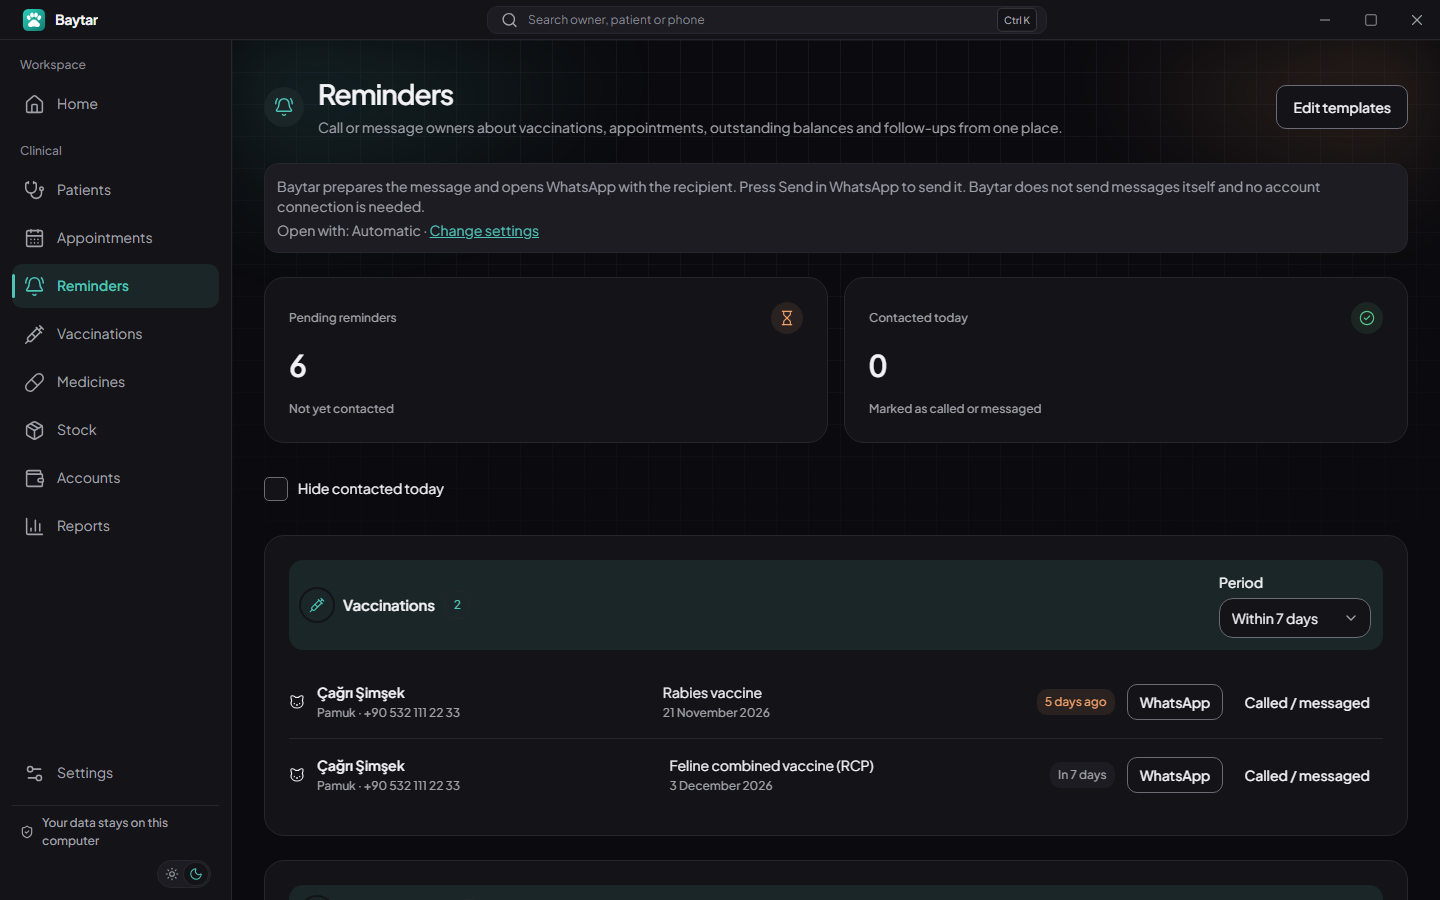 Baytar
Search owner, patient or phone
Ctrl K
Workspace
Home
Clinical
Patients
Appointments
Reminders
Vaccinations
Medicines
Stock
Accounts
Reports
Settings
Your data stays on this
computer
Reminders
Call or message owners about vaccinations, appointments, outstanding balances and follow-ups from one place.
Edit templates
Baytar prepares the message and opens WhatsApp with the recipient. Press Send in WhatsApp to send it. Baytar does not send messages itself and no account
connection is needed.
Open with: Automatic · Change settings
Pending reminders
6
Not yet contacted
Contacted today
0
Marked as called or messaged
Hide contacted today
Vaccinations 2
Period
Within 7 days
Çağrı Şimşek
Pamuk · +90 532 111 22 33
Rabies vaccine
21 November 2026
5 days ago
WhatsApp
Called / messaged
Çağrı Şimşek
Pamuk · +90 532 111 22 33
Feline combined vaccine (RCP)
3 December 2026
In 7 days
WhatsApp
Called / messaged